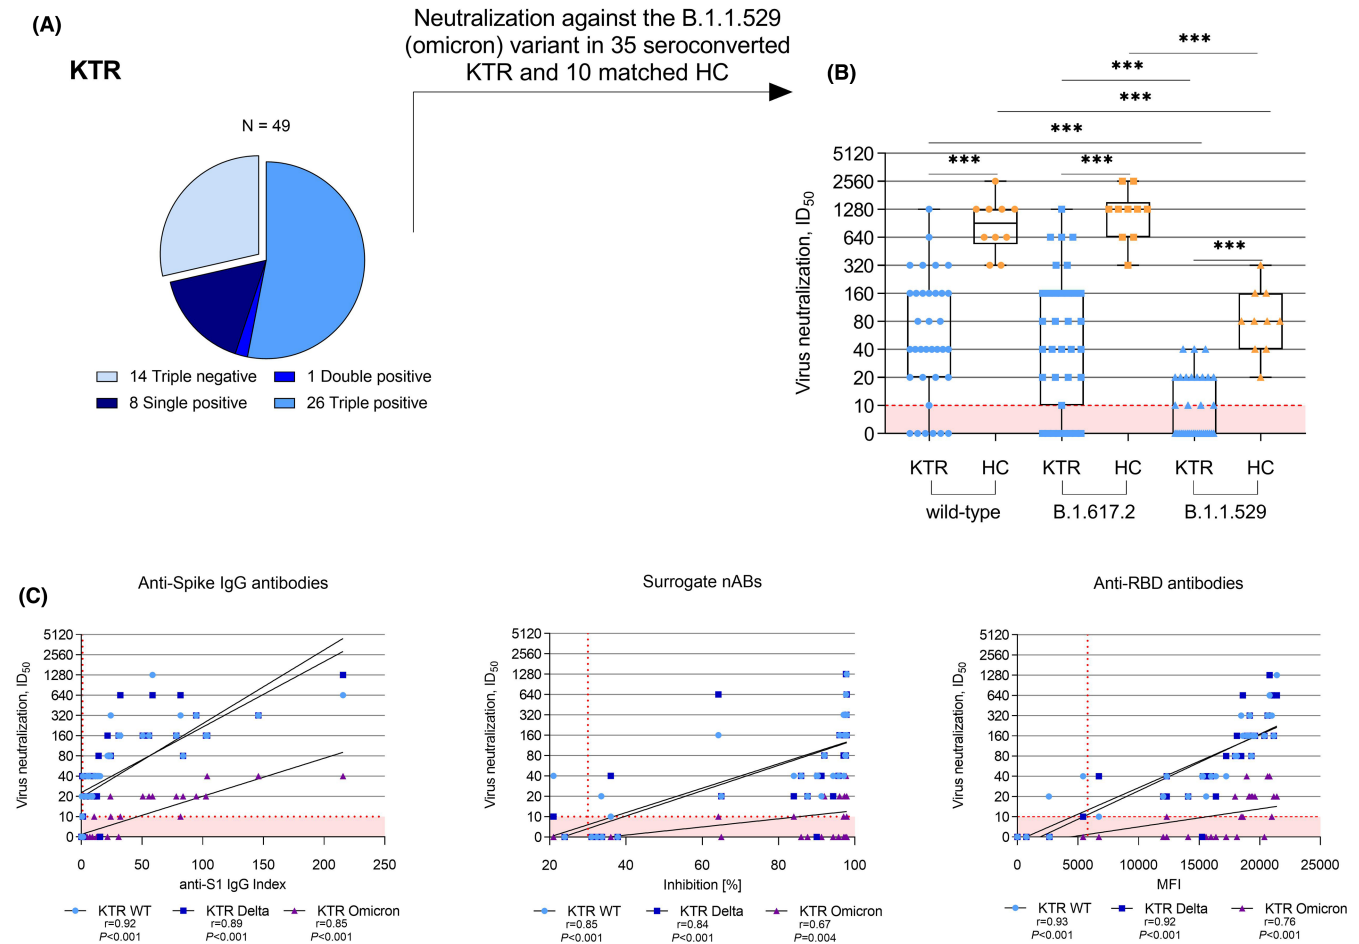 (A)
KTR
N = 49
14 Triple negative
1 Double positive
8 Single positive
26 Triple positive
Neutralization against the B.1.1.529
(omicron) variant in 35 seroconverted
KTR and 10 matched HC
(B)
***
***
***
***
*** ***
***
Virus neutralization, ID50
5120
2560
1280
640
320
160
80
40
20
10
0
KTR HC KTR HC KTR HC
wild-type B.1.617.2 B.1.1.529
(C)
Anti-Spike IgG antibodies
Virus neutralization, ID50
5120
2560
1280
640
320
160
80
40
20
10
0
0 50 100 150 200 250
anti-S1 IgG Index
KTR WT KTR Delta KTR Omicron
r=0.92 r=0.89 r=0.85
P<0.001 P<0.001 P<0.001
Surrogate nABs
Virus neutralization, ID50
5120
2560
1280
640
320
160
80
40
20
10
0
20 40 60 80 100
Inhibition [%]
KTR WT KTR Delta KTR Omicron
r=0.85 r=0.84 r=0.67
P<0.001 P<0.001 P=0.004
Anti-RBD antibodies
Virus neutralization, ID50
5120
2560
1280
640
320
160
80
40
20
10
0
0 5000 10000 15000 20000 25000
MFI
KTR WT KTR Delta KTR Omicron
r=0.93 r=0.92 r=0.76
P<0.001 P<0.001 P<0.001